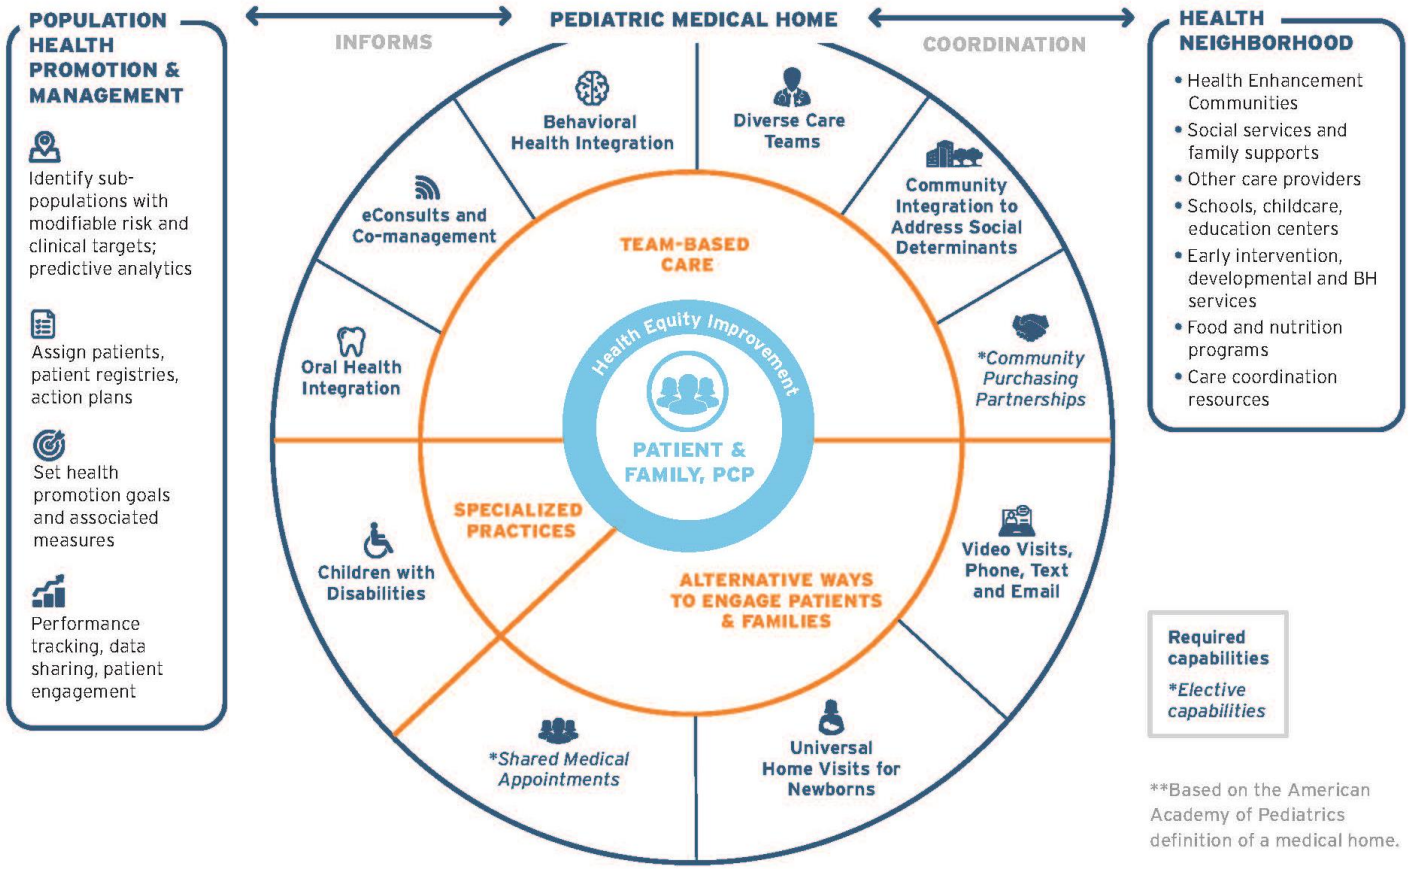 POPULATION
HEALTH
PROMOTION &
MANAGEMENT
Identify sub-
populations with
modifiable risk and
clinical targets;
predictive analytics
Assign patients,
patient registries,
action plans
Set health
promotion goals
and associated
measures
Performance
tracking, data
sharing, patient
engagement
INFORMS
PEDIATRIC MEDICAL HOME
COORDINATION
Behavioral
Health Integration
Diverse Care
Teams
eConsults and
Co-management
Community
Integration to
Address Social
Determinants
Oral Health
Integration
*Community
Purchasing
Partnerships
TEAM-BASED
CARE
Health Equity Improvement
PATIENT &
FAMILY, PCP
SPECIALIZED
PRACTICES
Children with
Disabilities
ALTERNATIVE WAYS
TO ENGAGE PATIENTS
& FAMILIES
Video Visits,
Phone, Text
and Email
*Shared Medical
Appointments
Universal
Home Visits for
Newborns
HEALTH
NEIGHBORHOOD
• Health Enhancement
Communities
• Social services and
family supports
• Other care providers
• Schools, childcare,
education centers
• Early intervention,
developmental and BH
services
• Food and nutrition
programs
• Care coordination
resources
Required
capabilities
*Elective
capabilities
**Based on the American
Academy of Pediatrics
definition of a medical home.